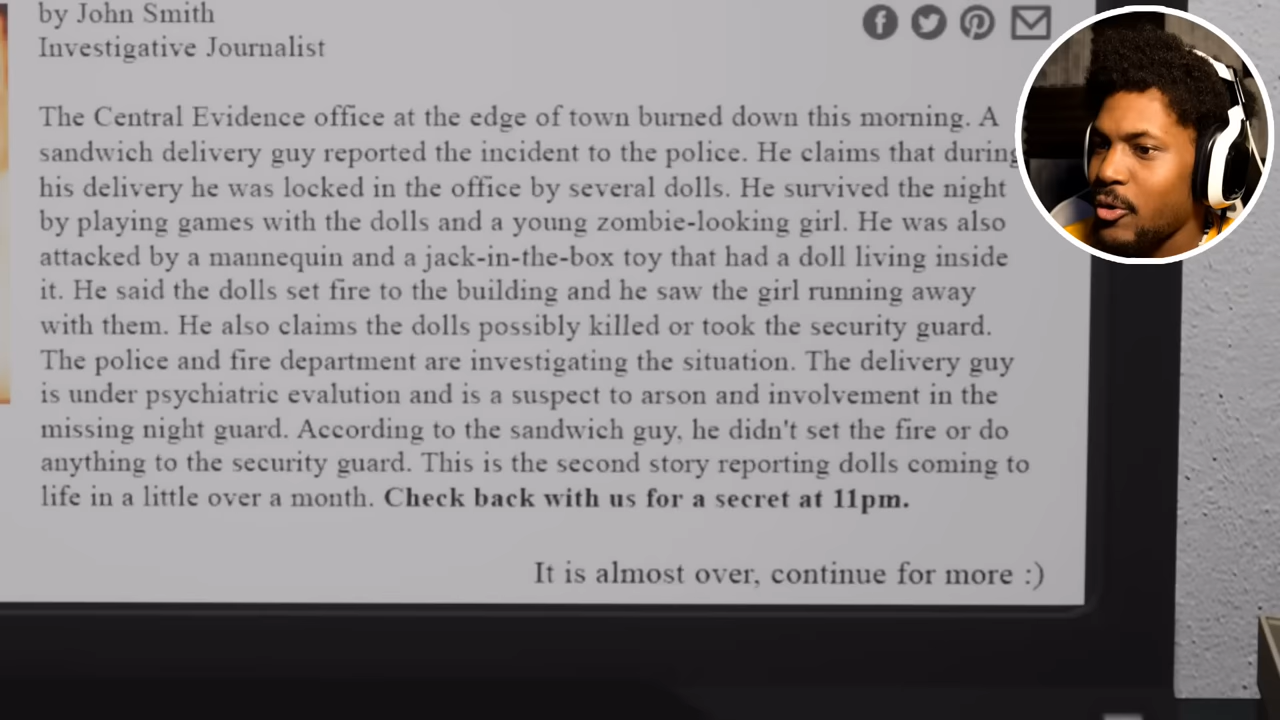 by John Smith
Investigative Journalist
The Central Evidence office at the edge of town burned down this morning. A
sandwich delivery guy reported the incident to the police. He claims that during
his delivery he was locked in the office by several dolls. He survived the night
by playing games with the dolls and a young zombie-looking girl. He was also
attacked by a mannequin and a jack-in-the-box toy that had a doll living inside
it. He said the dolls set fire to the building and he saw the girl running away
with them. He also claims the dolls possibly killed or took the security guard.
The police and fire department are investigating the situation. The delivery guy
is under psychiatric evalution and is a suspect to arson and involvement in the
missing night guard. According to the sandwich guy, he didn't set the fire or do
anything to the security guard. This is the second story reporting dolls coming to
life in a little over a month. Check back with us for a secret at 11pm.
It is almost over, continue for more :)